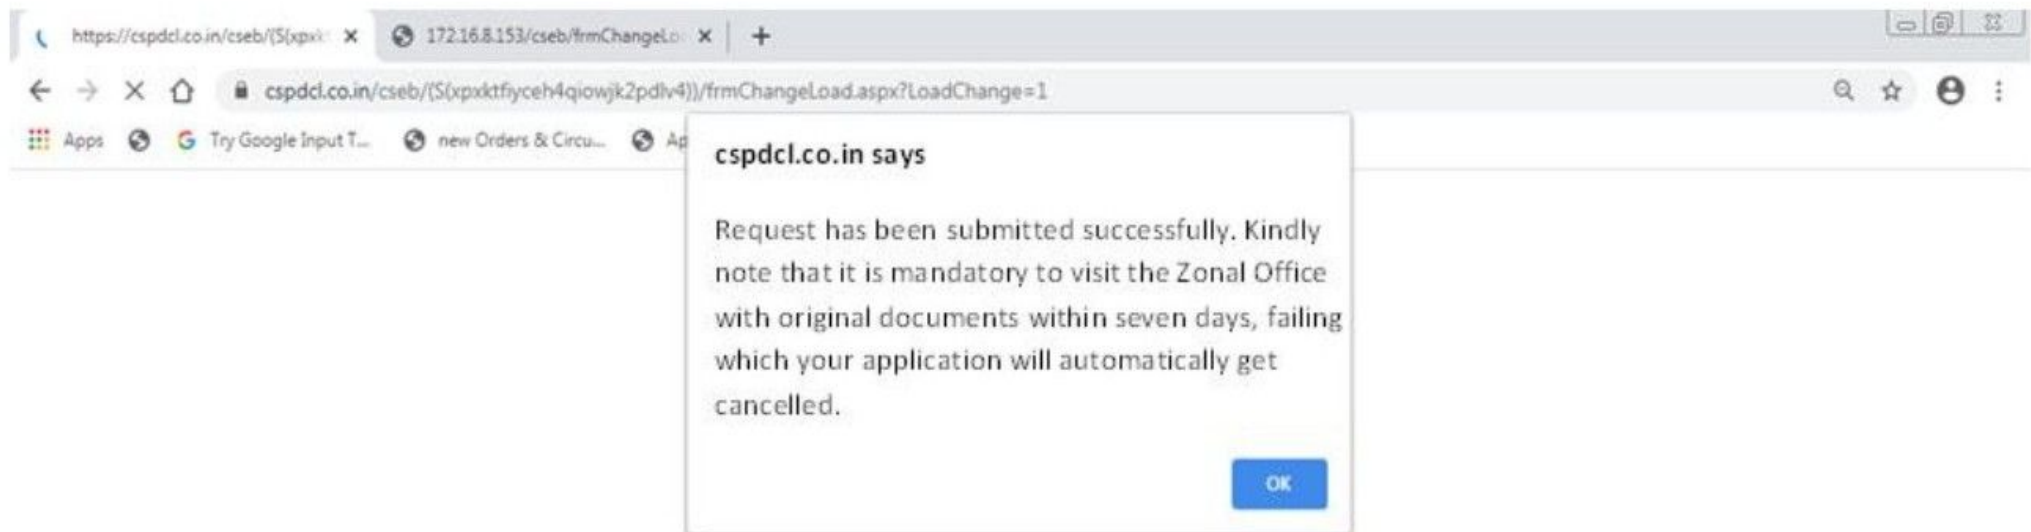 https://cspdcl.co.in/cseb/(S(xpxk
172.16.8.153/cseb/frmChangeLo
cspdcl.co.in/cseb/(S(xpxktfiyceh4qiowjk2pdlv4))/frmChangeLoad.aspx?LoadChange=1
Apps Try Google Input T... new Orders & Circu... Ap
cspdcl.co.in says
Request has been submitted successfully. Kindly
note that it is mandatory to visit the Zonal Office
with original documents within seven days, failing
which your application will automatically get
cancelled.
OK